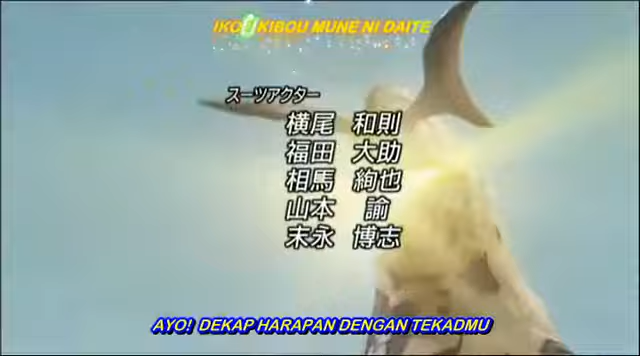 IKOU KIBOU MUNE NI DAITE
スーツアクター
横尾 和則
福田 大助
相馬 絢也
山本 諭
末永 博志
AYO! DEKAP HARAPAN DENGAN TEKADMU